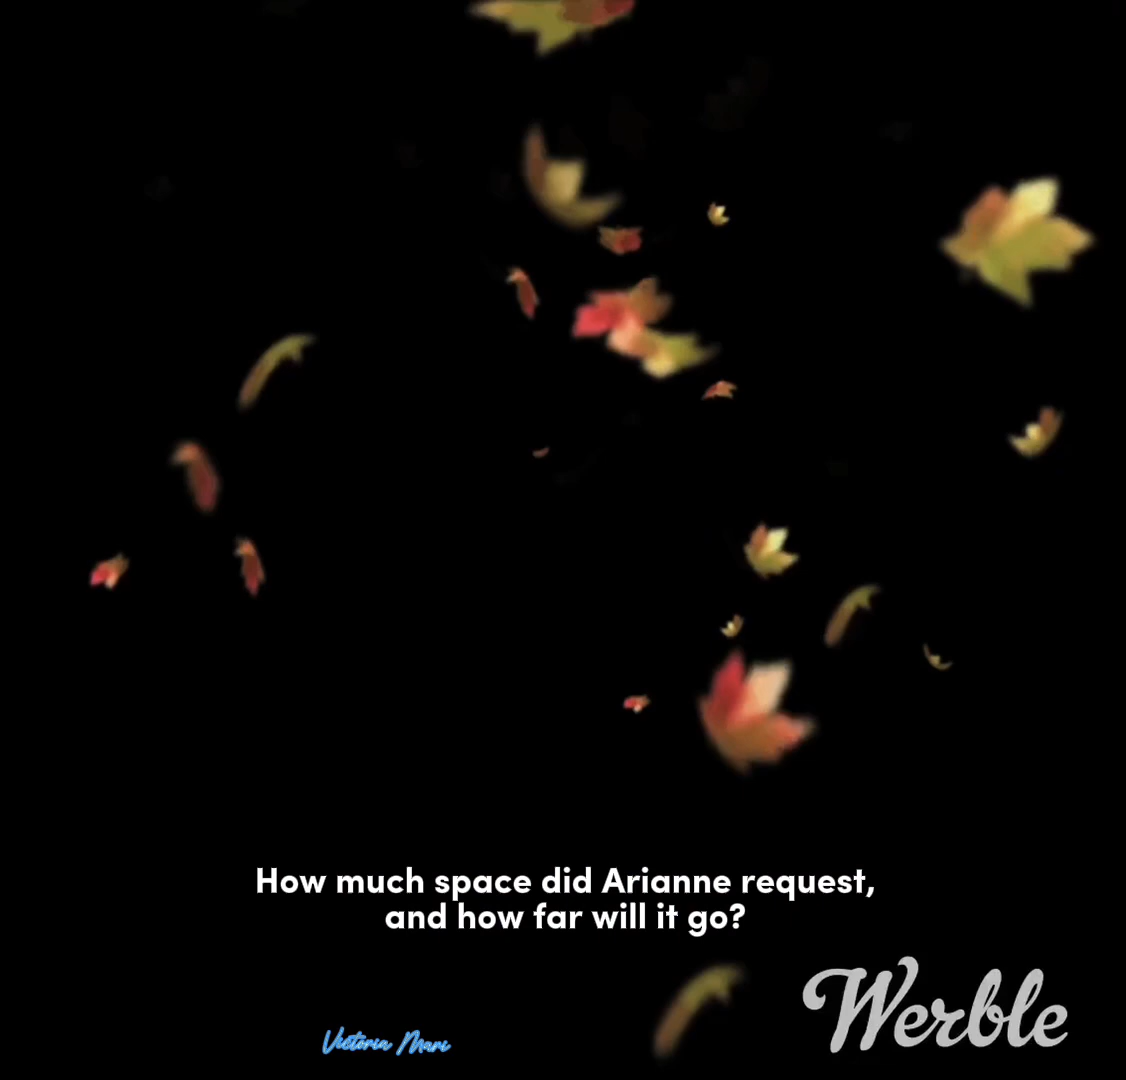 How much space did Arianne request,
and how far will it go?
Werble
Victoria Mari